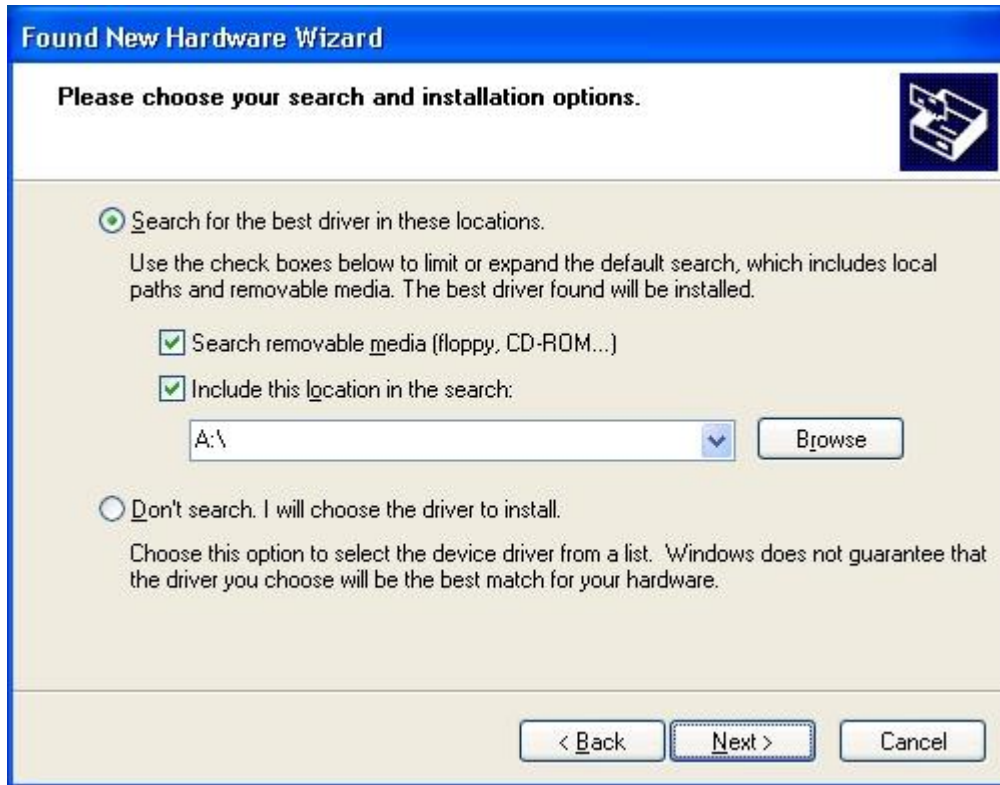 Found New Hardware Wizard
Please choose your search and installation options.
Search for the best driver in these locations.
Use the check boxes below to limit or expand the default search, which includes local
paths and removable media. The best driver found will be installed.
Search removable media (floppy, CD-ROM...)
Include this location in the search:
A:\
Browse
Don't search. I will choose the driver to install.
Choose this option to select the device driver from a list. Windows does not guarantee that
the driver you choose will be the best match for your hardware.
< Back Next > Cancel